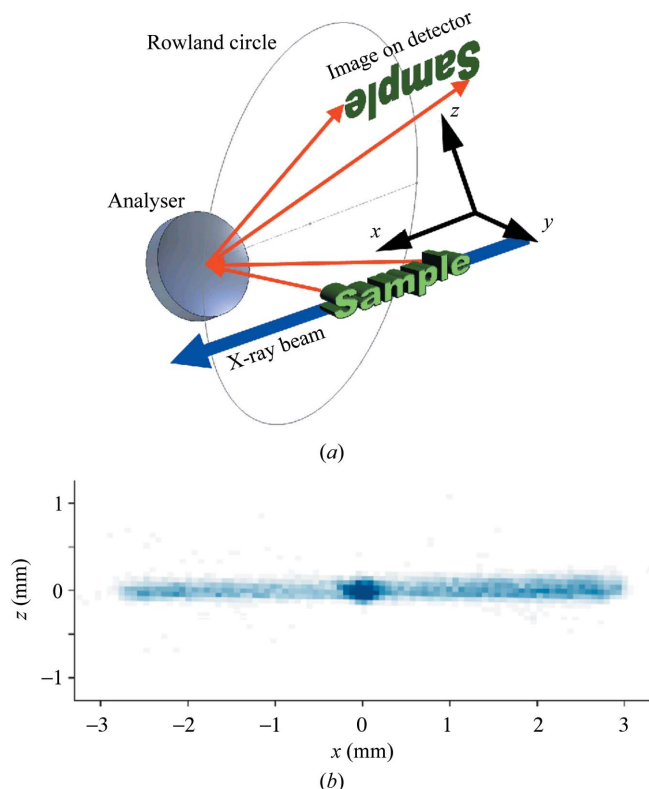 Rowland circle
Image on detector
Sample
z
Analyser
x
y
Sample
X-ray beam
(a)
1
0
−1
z (mm)
−3 −2 −1 0 1 2 3
x (mm)
(b)